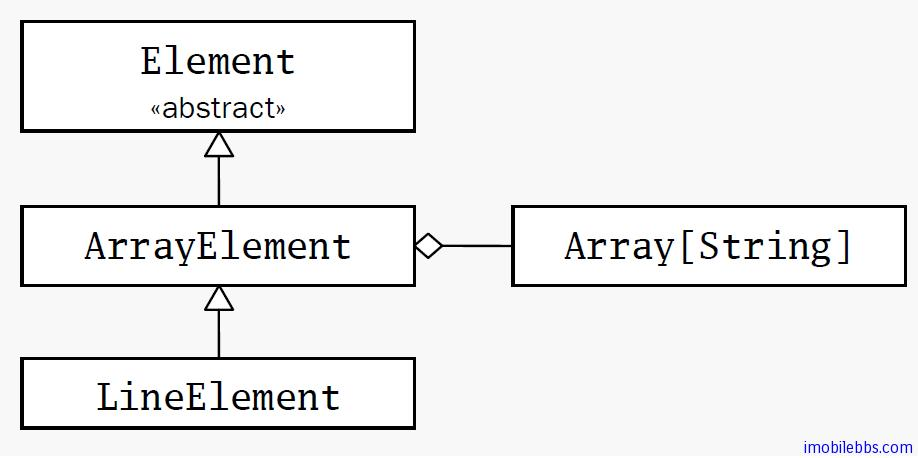 Element
«abstract»
ArrayElement
Array[String]
LineElement
imobilebbs.com